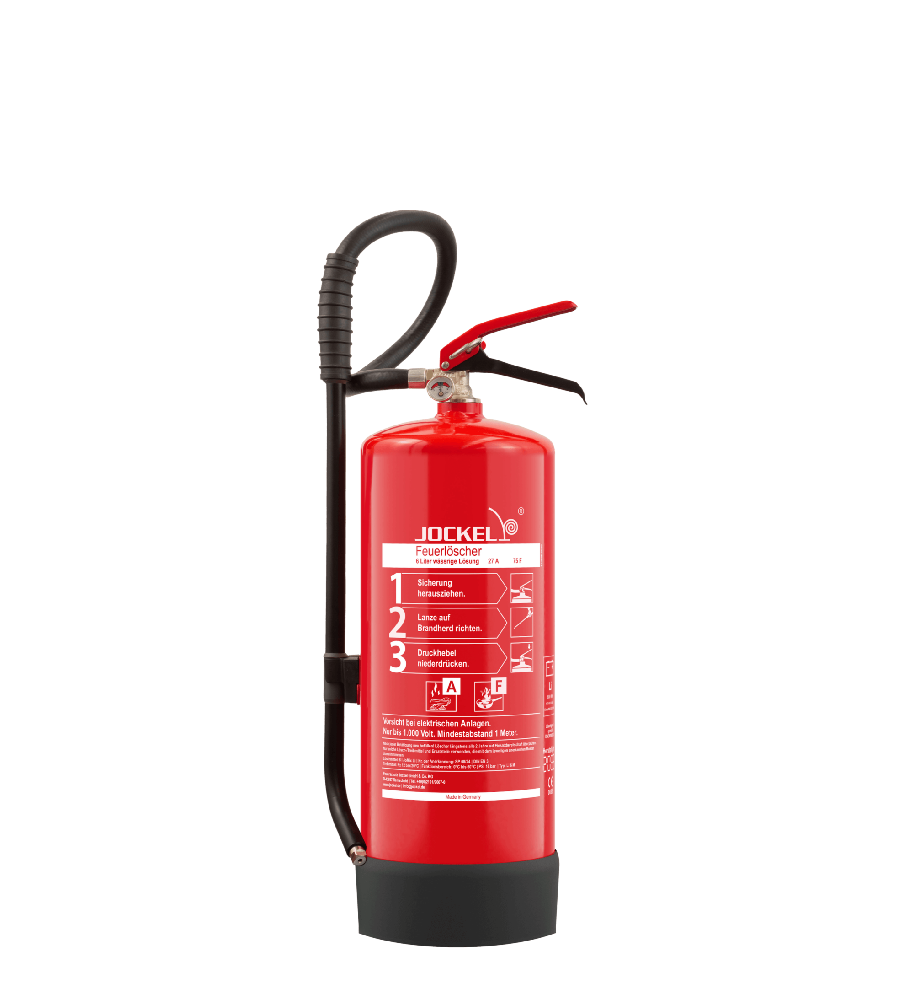 ®
JOCKEL
Feuerlöscher
6 Liter wässrige Lösung 27 A 75 F
1 Sicherung
herausziehen.
2 Lanze auf
Brandherd richten.
3 Druckhebel
niederdrücken.
A F
Vorsicht bei elektrischen Anlagen.
Nur bis 1.000 Volt. Mindestabstand 1 Meter.
Nach jeder Betätigung neu befüllen! Löscher längstens alle 2 Jahre auf Einsatzbereitschaft überprüfen.
Nur solche Lösch-/Treibmittel und Ersatzteile verwenden, die mit dem jeweiligen anerkannten Muster
übereinstimmen.
Löschmittel: 6 l JoMix Li | Nr. der Anerkennung: SP 08/24 | DIN EN 3
Treibmittel: N2 12 bar/20°C | Funktionsbereich: 0°C bis 60°C | PS: 16 bar | Typ: Li 6 M
Feuerschutz Jockel GmbH & Co. KG
D-42897 Remscheid | Tel. +49(0)2191/9667-0
www.jockel.de | info@jockel.de
Made in Germany
- +
Li
CE